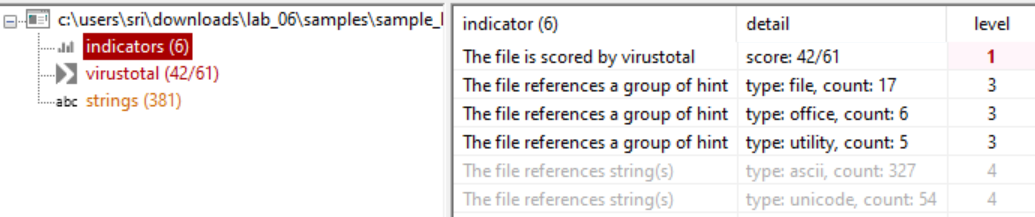 c:\users\sri\downloads\lab_06\samples\sample_
indicators (6)
virustotal (42/61)
abc strings (381)
indicator (6) detail level
The file is scored by virustotal score: 42/61 1
The file references a group of hint type: file, count: 17 3
The file references a group of hint type: office, count: 6 3
The file references a group of hint type: utility, count: 5 3
The file references string(s) type: ascii, count: 327 4
The file references string(s) type: unicode, count: 54 4